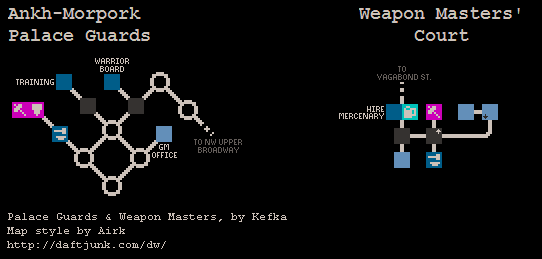 Ankh-Morpork
Palace Guards
Weapon Masters'
Court
TRAINING
WARRIOR
BOARD
GM
OFFICE
TO NW UPPER
BROADWAY
TO
VAGABOND ST.
HIRE
MERCENARY
Palace Guards & Weapon Masters, by Kefka
Map style by Airk
http://daftjunk.com/dw/